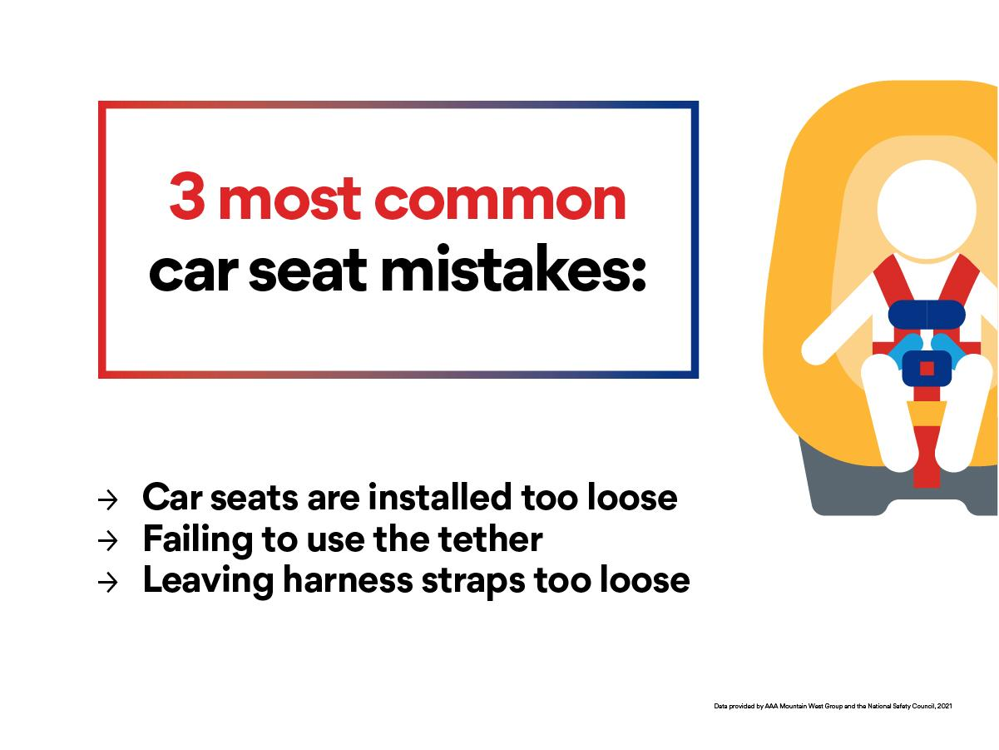 3 most common
car seat mistakes:
→ Car seats are installed too loose
→ Failing to use the tether
→ Leaving harness straps too loose
Data provided by AAA Mountain West Group and the National Safety Council, 2021